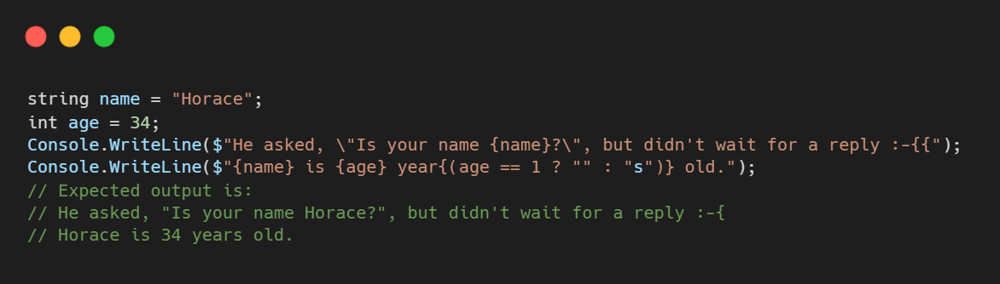 string name = "Horace";
int age = 34;
Console.WriteLine($"He asked, \"Is your name {name}?\", but didn't wait for a reply :-{{");
Console.WriteLine($"{name} is {age} year{(age == 1 ? "" : "s")} old.");
// Expected output is:
// He asked, "Is your name Horace?", but didn't wait for a reply :-{
// Horace is 34 years old.